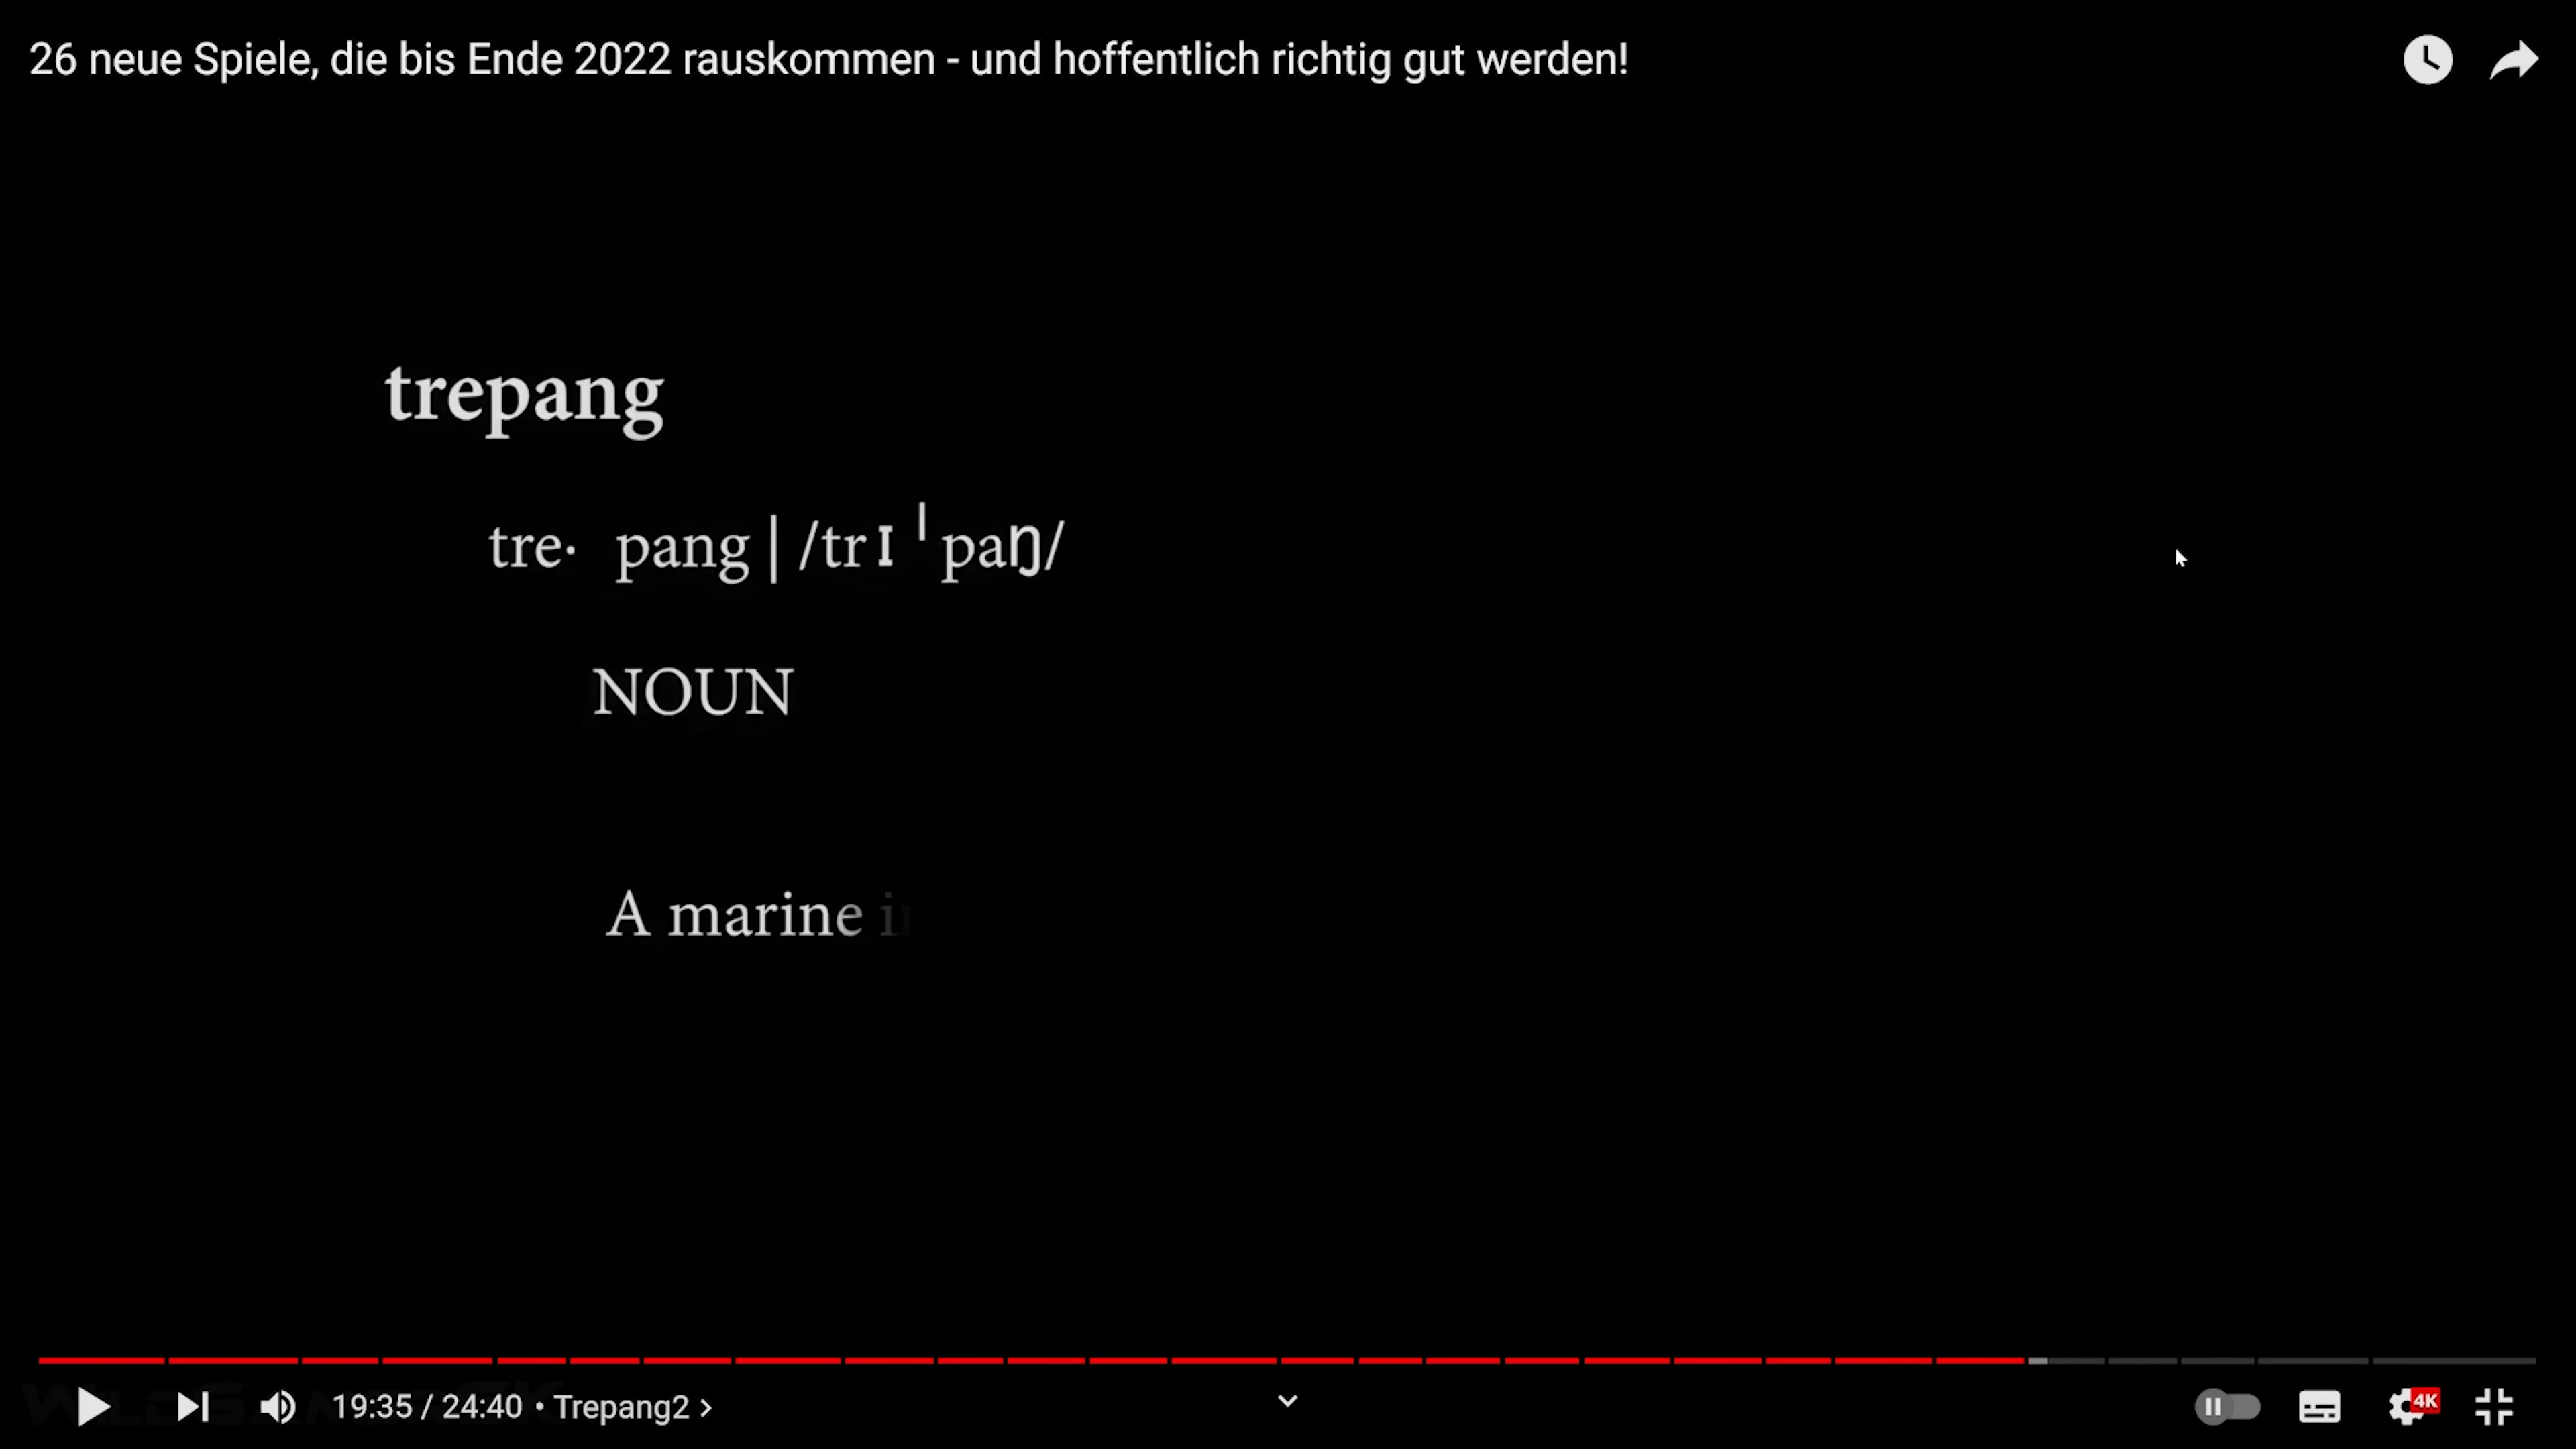 26 neue Spiele, die bis Ende 2022 rauskommen - und hoffentlich richtig gut werden!
trepang
tre· pang | /trɪˈpaŋ/
NOUN
A marine
19:35 / 24:40 • Trepang2 ›
4K